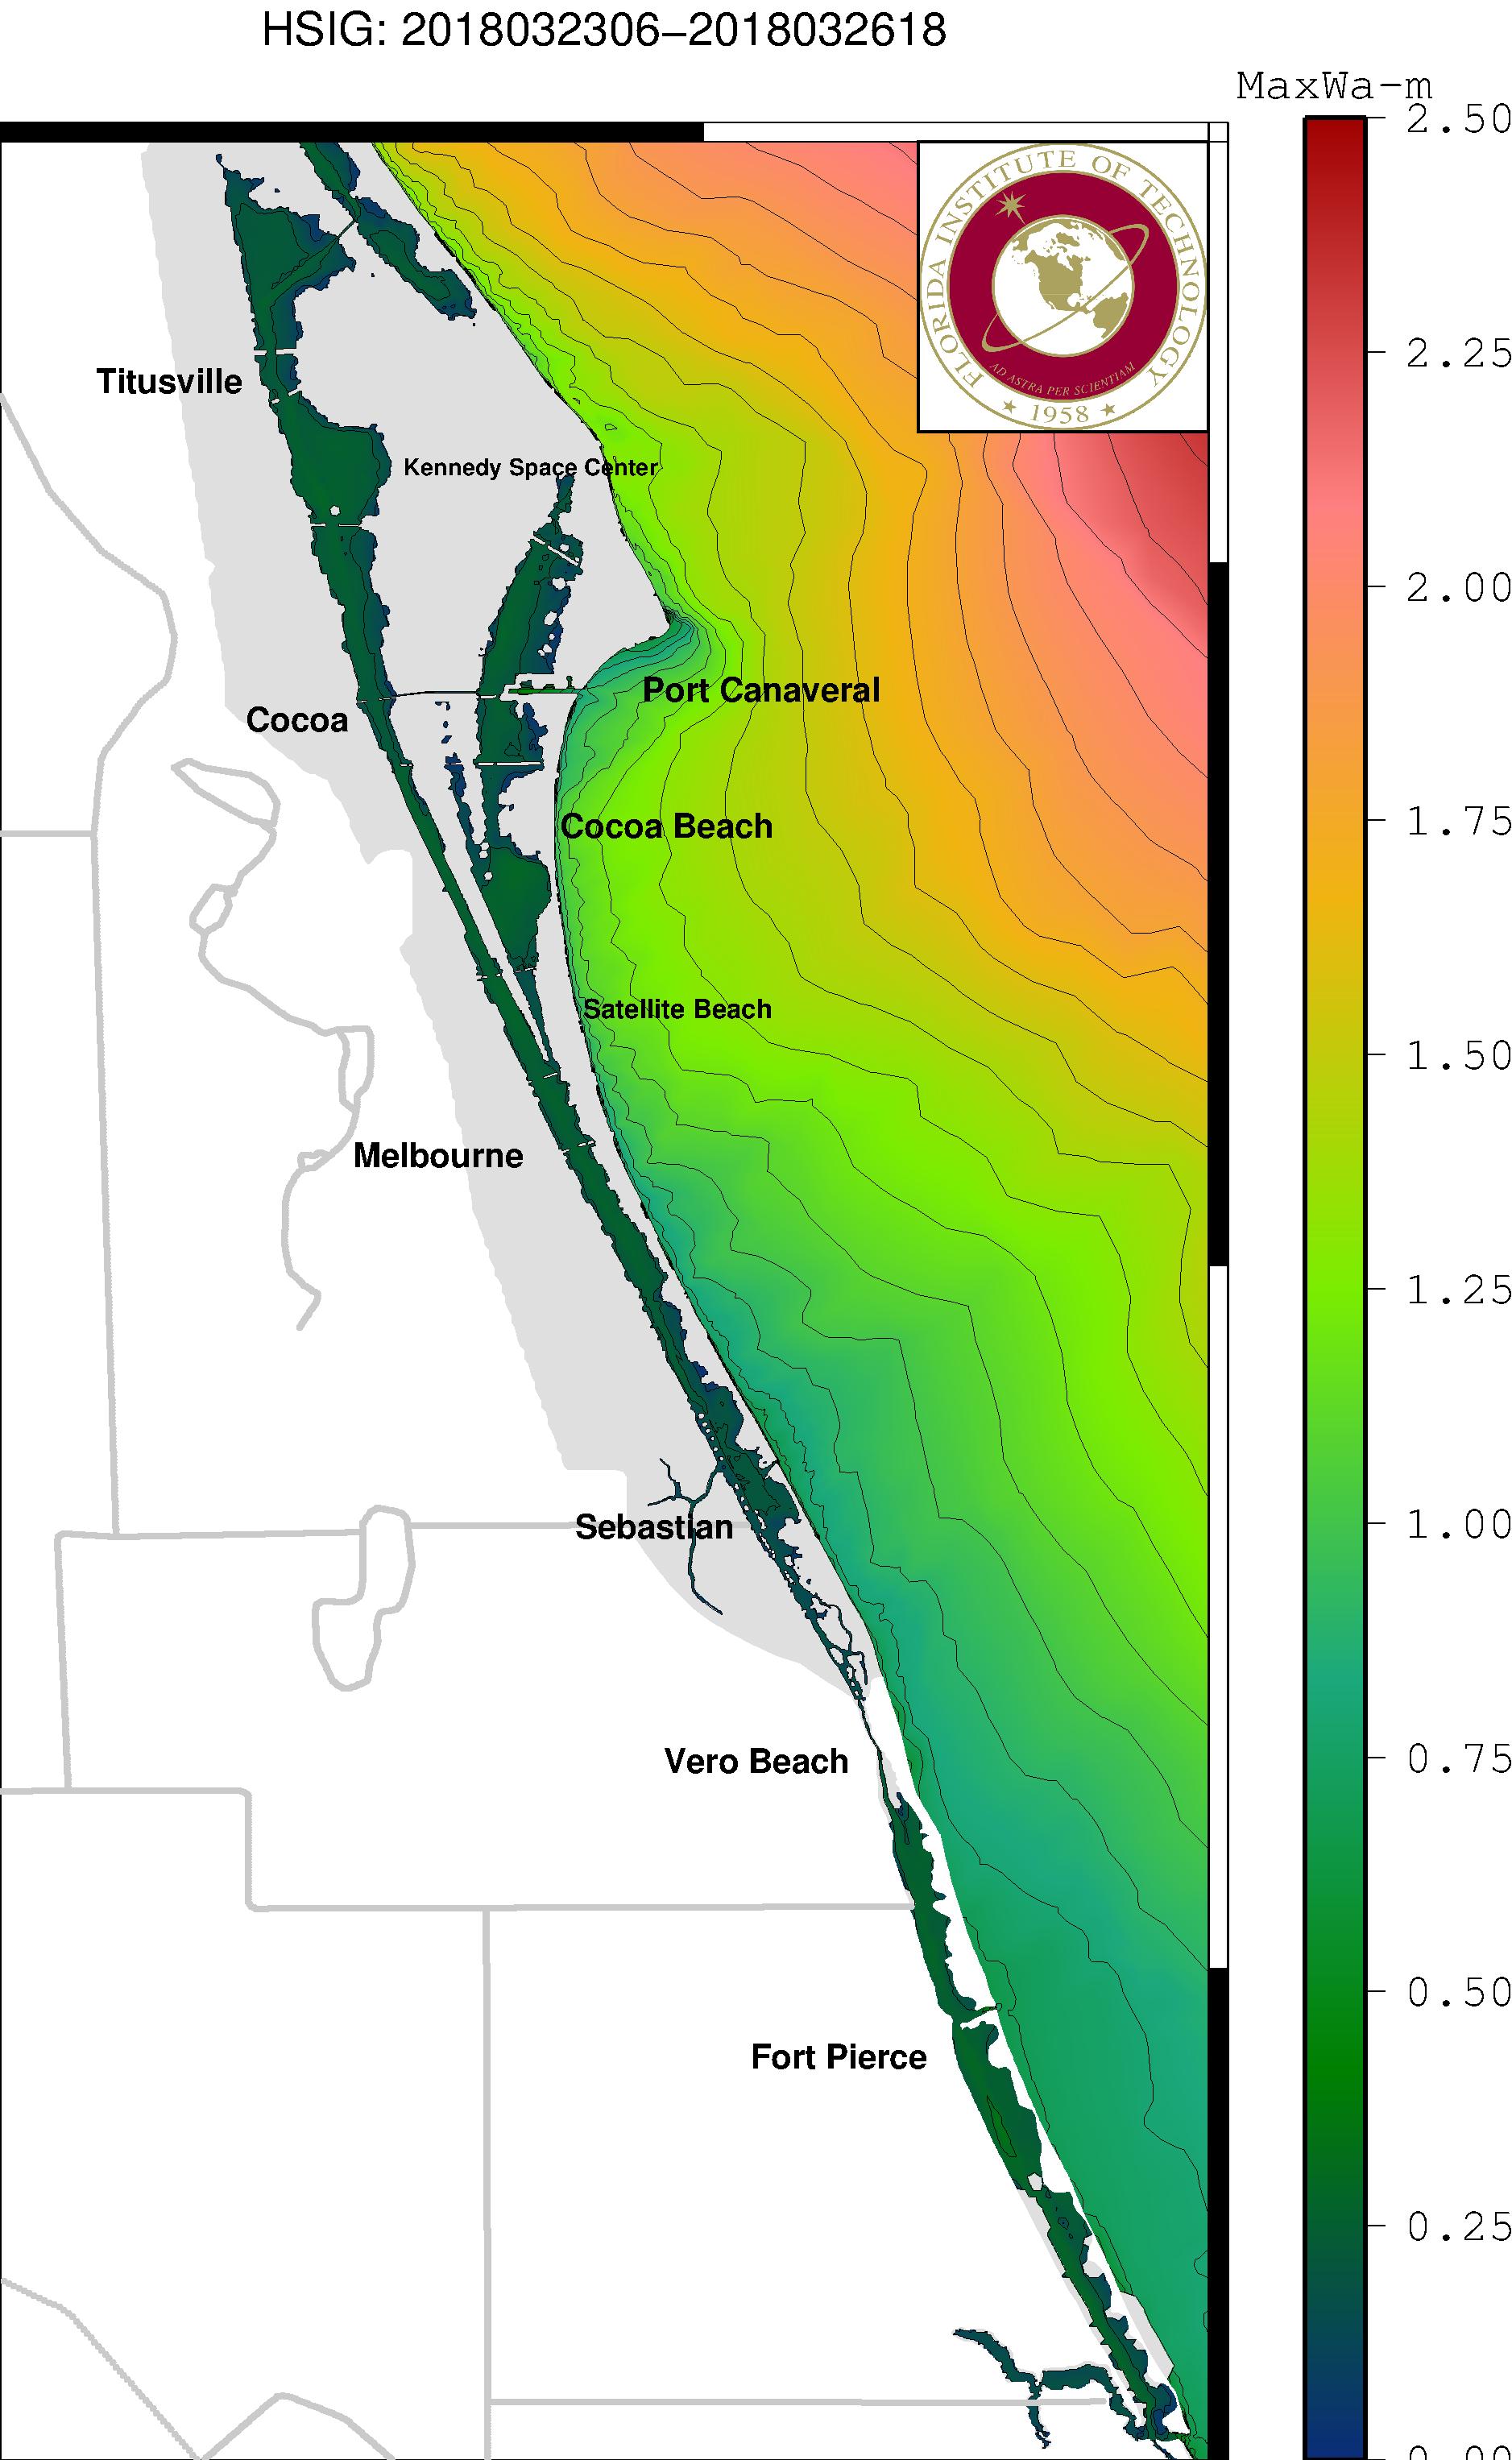 HSIG: 2018032306−2018032618
MaxWa-m
2.50
2.25
2.00
1.75
1.50
1.25
1.00
0.75
0.50
0.25
0.00
FLORIDA INSTITUTE OF TECHNOLOGY
AD ASTRA PER SCIENTIAM
★ 1958 ★
Titusville
Kennedy Space Center
Port Canaveral
Cocoa
Cocoa Beach
Satellite Beach
Melbourne
Sebastian
Vero Beach
Fort Pierce